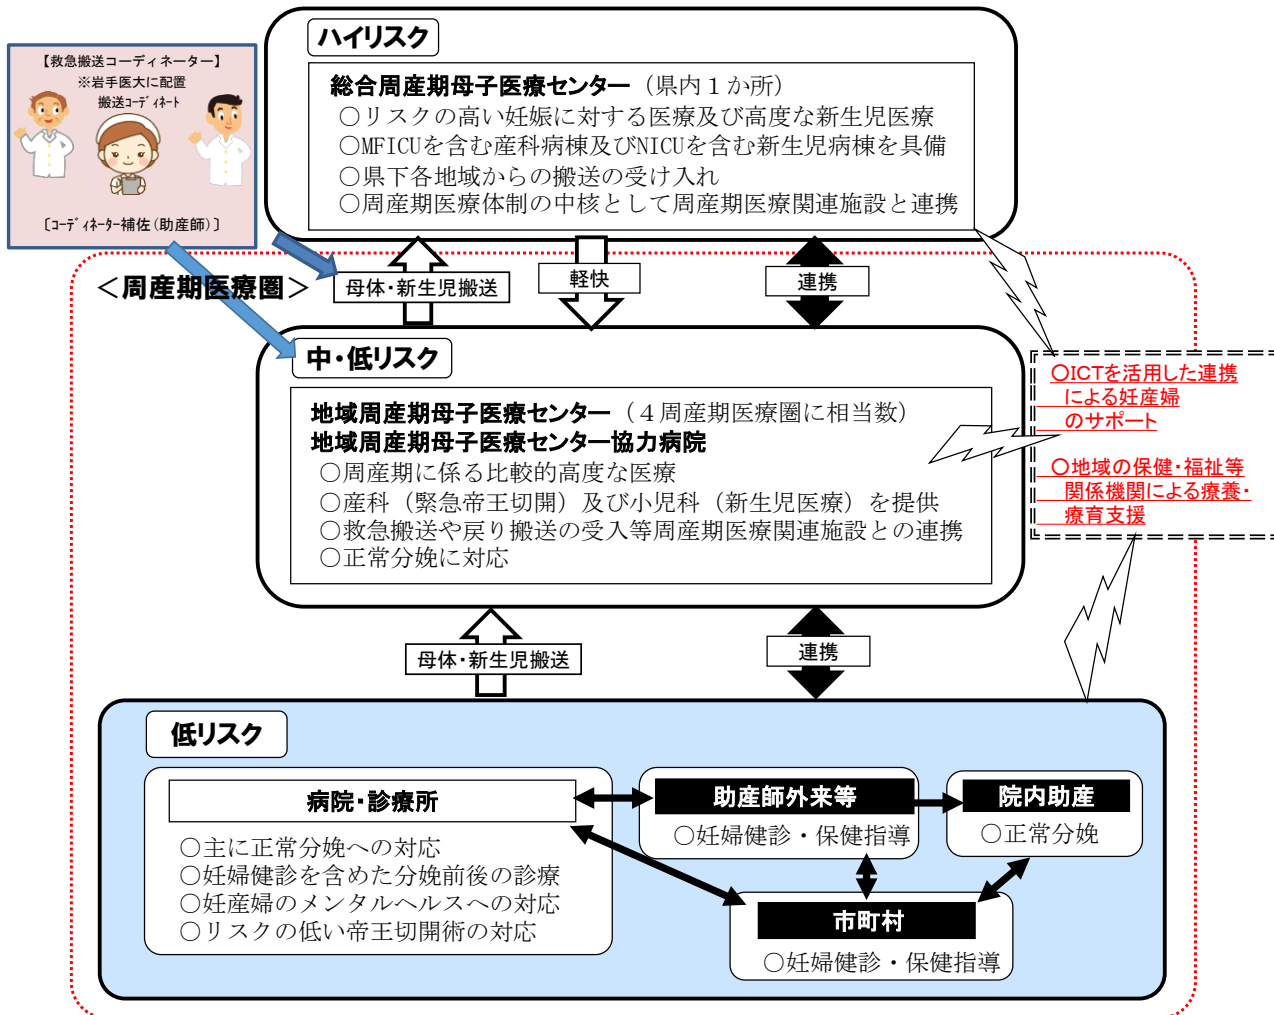 【救急搬送コーディネーター】
※岩手医大に配置
搬送ｺｰﾃﾞｨﾈｰﾄ
〔ｺｰﾃﾞｨﾈｰﾀｰ補佐(助産師)〕
ハイリスク
総合周産期母子医療センター（県内１か所）
○リスクの高い妊娠に対する医療及び高度な新生児医療
○MFICUを含む産科病棟及びNICUを含む新生児病棟を具備
○県下各地域からの搬送の受け入れ
○周産期医療体制の中核として周産期医療関連施設と連携
＜周産期医療圏＞
母体・新生児搬送
軽快
連携
中・低リスク
地域周産期母子医療センター（４周産期医療圏に相当数）
地域周産期母子医療センター協力病院
○周産期に係る比較的高度な医療
○産科（緊急帝王切開）及び小児科（新生児医療）を提供
○救急搬送や戻り搬送の受入等周産期医療関連施設との連携
○正常分娩に対応
○ICTを活用した連携
による妊産婦
のサポート
○地域の保健・福祉等
関係機関による療養・
療育支援
母体・新生児搬送
連携
低リスク
病院・診療所
○主に正常分娩への対応
○妊婦健診を含めた分娩前後の診療
○妊産婦のメンタルヘルスへの対応
○リスクの低い帝王切開術の対応
助産師外来等
○妊婦健診・保健指導
院内助産
○正常分娩
市町村
○妊婦健診・保健指導